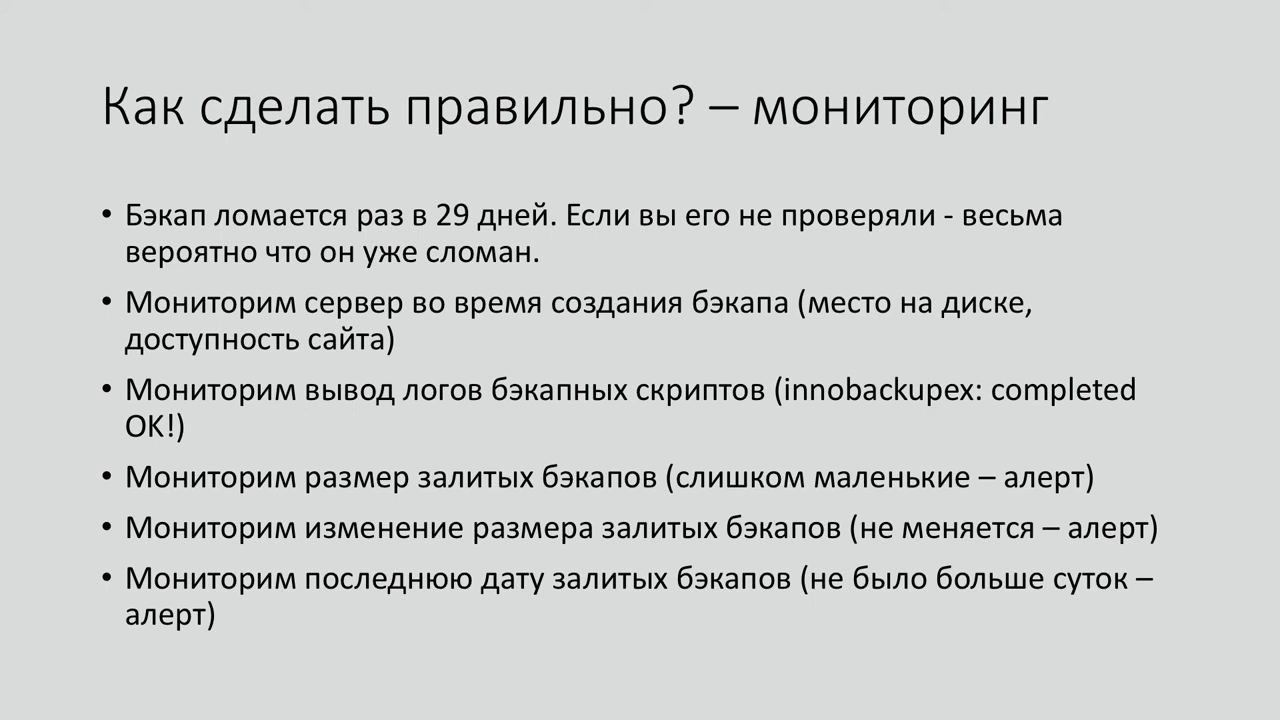 Как сделать правильно? – мониторинг
• Бэкап ломается раз в 29 дней. Если вы его не проверяли - весьма
вероятно что он уже сломан.
• Мониторим сервер во время создания бэкапа (место на диске,
доступность сайта)
• Мониторим вывод логов бэкапных скриптов (innobackupex: completed
OK!)
• Мониторим размер залитых бэкапов (слишком маленькие – алерт)
• Мониторим изменение размера залитых бэкапов (не меняется – алерт)
• Мониторим последнюю дату залитых бэкапов (не было больше суток –
алерт)